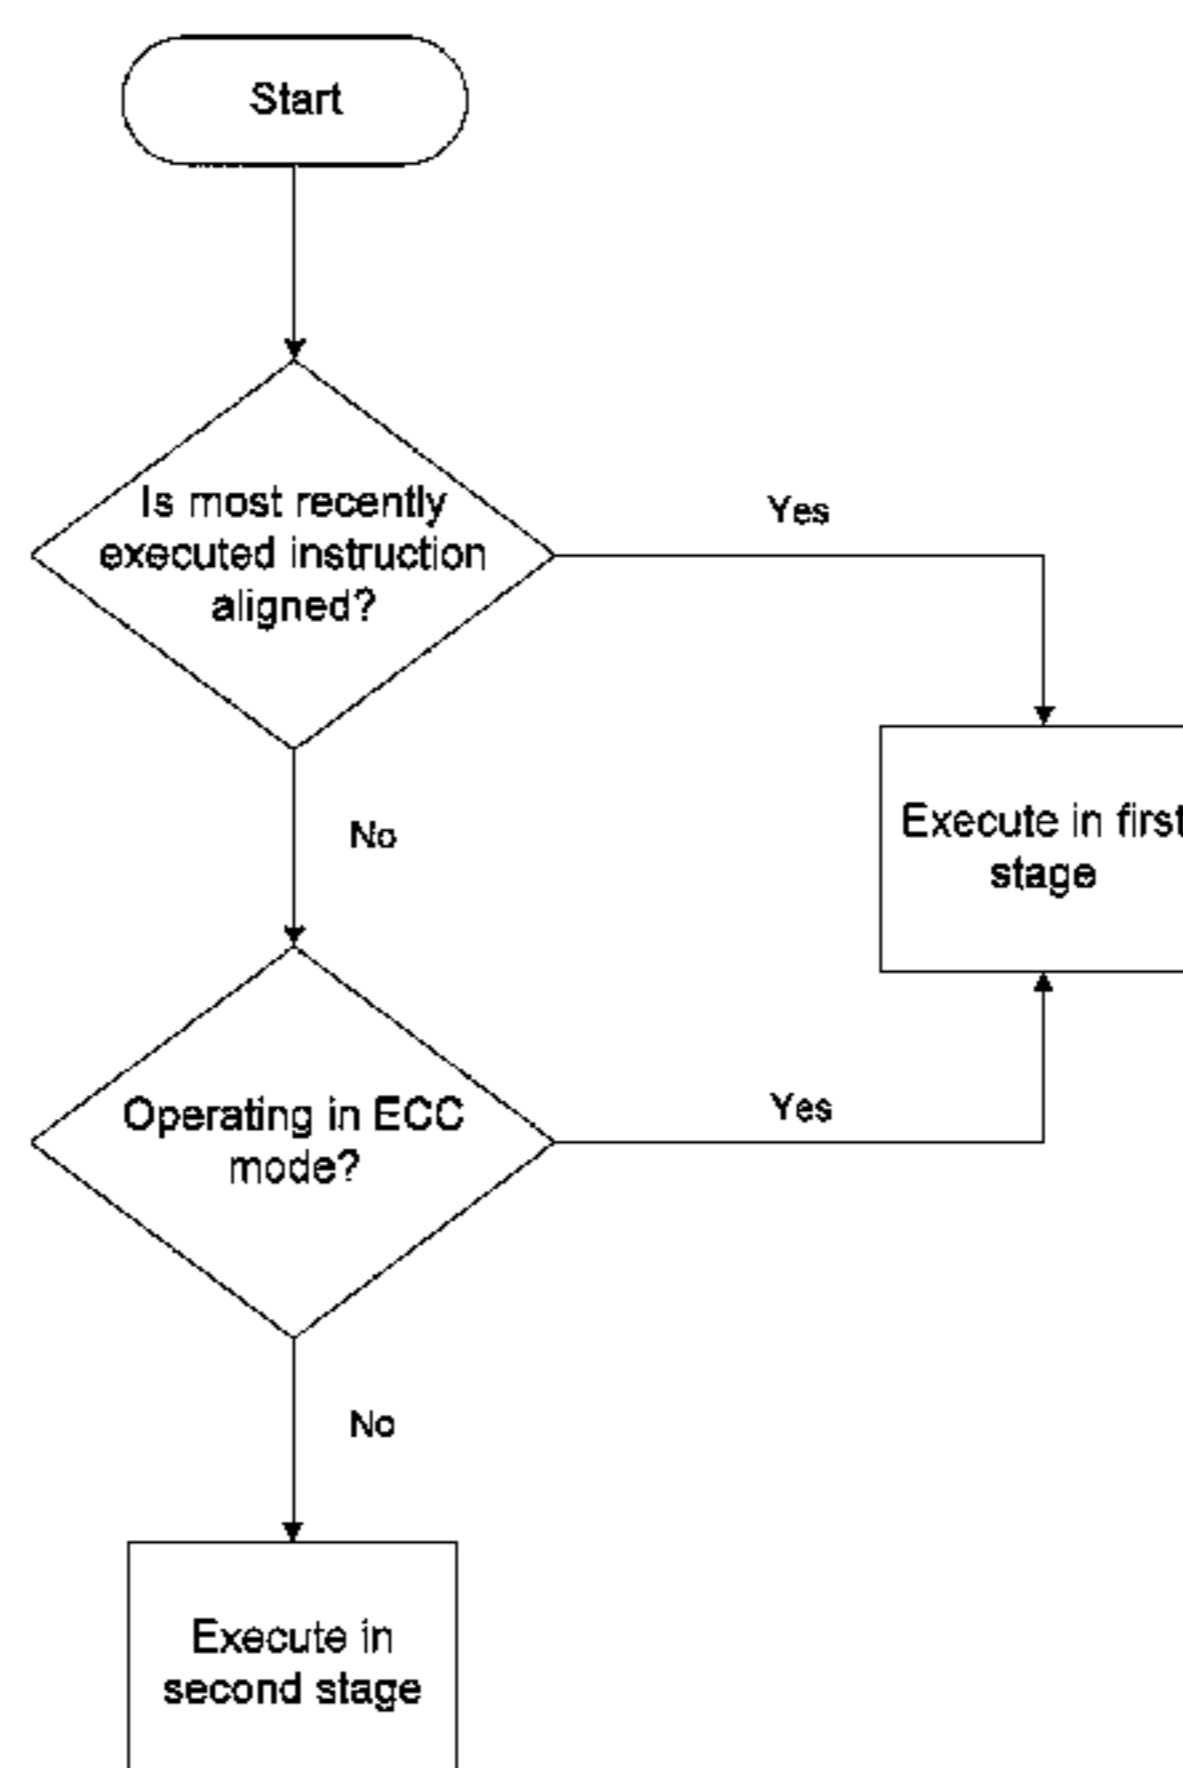 Start
Is most recently
executed instruction
aligned?
Yes
No
Execute in first
stage
Operating in ECC
mode?
Yes
No
Execute in
second stage